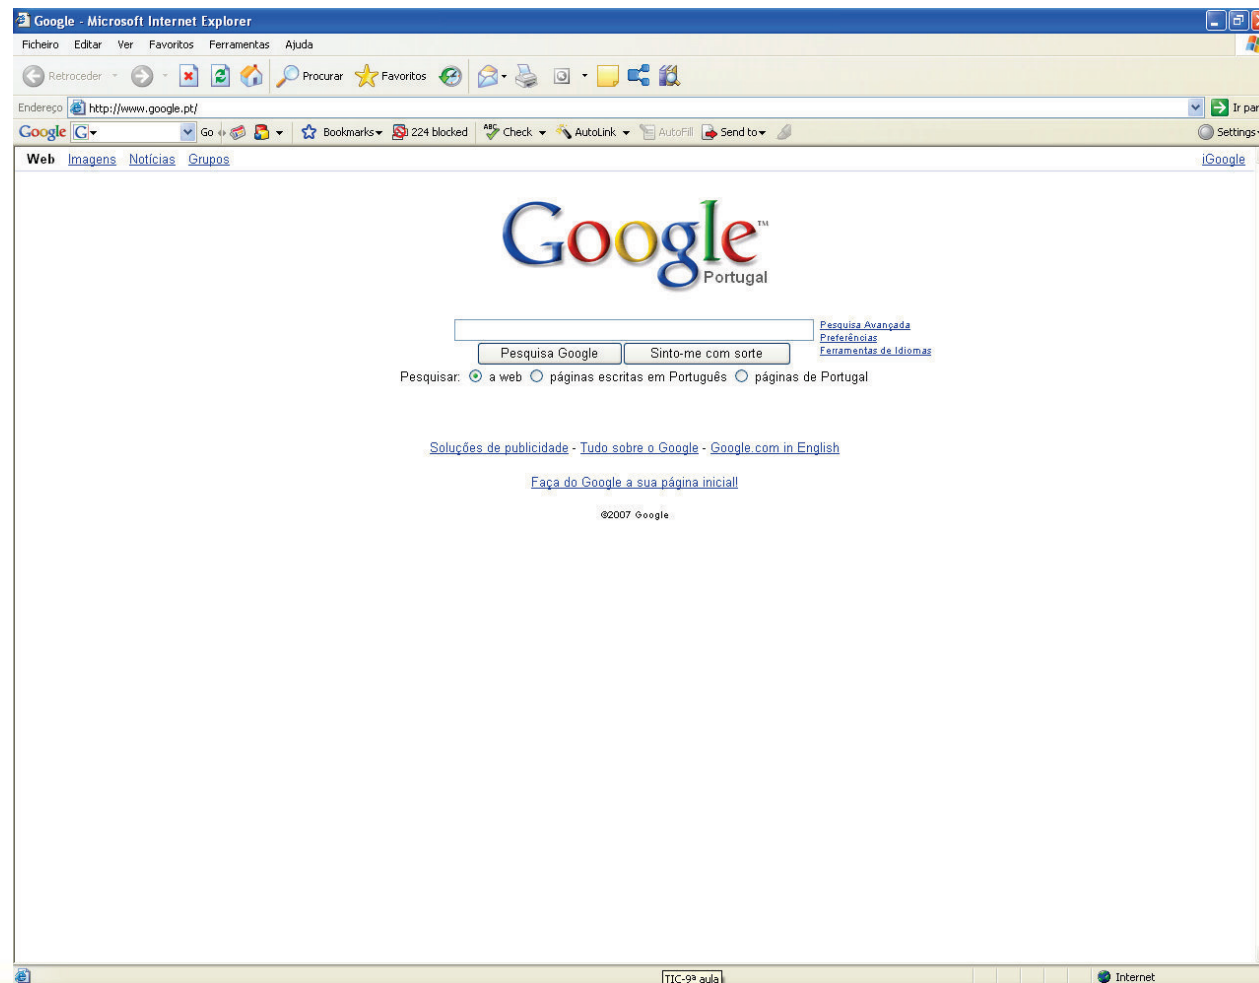 Google - Microsoft Internet Explorer
Ficheiro Editar Ver Favoritos Ferramentas Ajuda
Retroceder Procurar Favoritos
Endereço http://www.google.pt/ Ir par
Google G Go Bookmarks 224 blocked ABC Check AutoLink AutoFill Send to Settings
Web Imagens Notícias Grupos iGoogle
Google™
Portugal
Pesquisa Avançada
Preferências
Ferramentas de Idiomas
Pesquisa Google Sinto-me com sorte
Pesquisar: a web páginas escritas em Português páginas de Portugal
Soluções de publicidade - Tudo sobre o Google - Google.com in English
Faça do Google a sua página inicial!
©2007 Google
TIC-9ª aula Internet